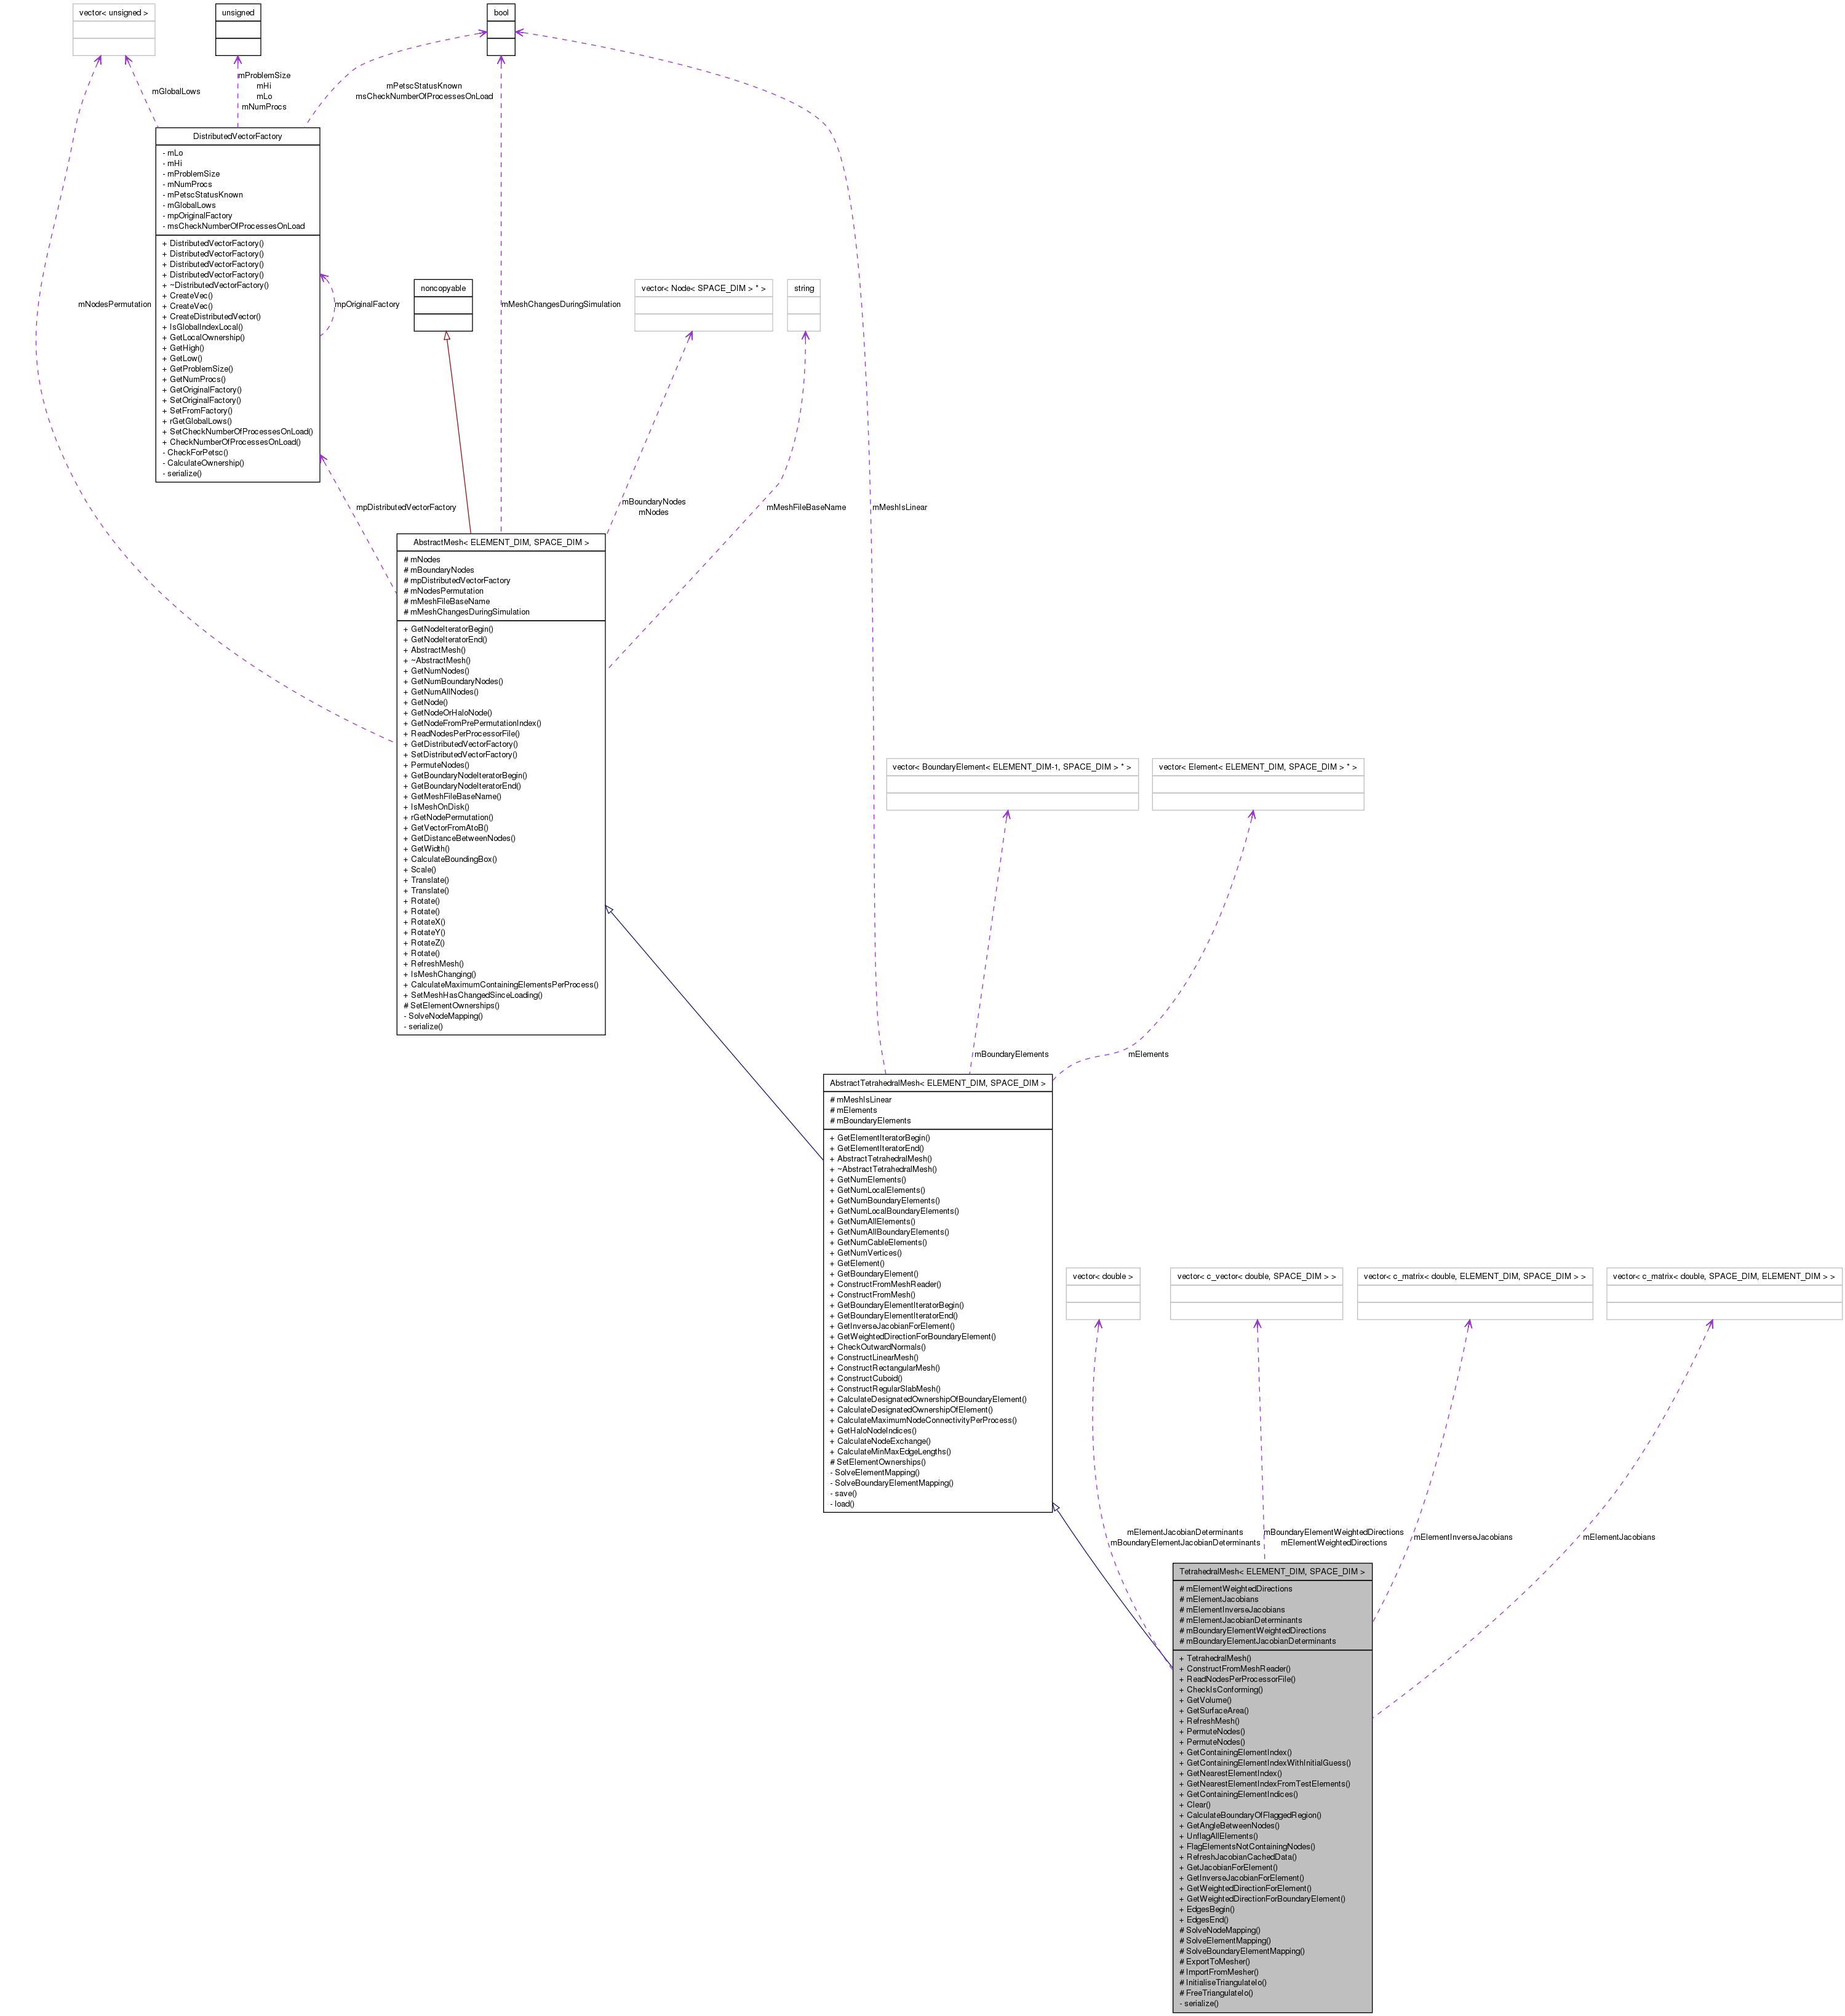 vector< unsigned >
unsigned
bool
mGlobalLows
mProblemSize
mHi
mLo
mNumProcs
mPetscStatusKnown
msCheckNumberOfProcessesOnLoad
DistributedVectorFactory
- mLo
- mHi
- mProblemSize
- mNumProcs
- mPetscStatusKnown
- mGlobalLows
- mpOriginalFactory
- msCheckNumberOfProcessesOnLoad
+ DistributedVectorFactory()
+ DistributedVectorFactory()
+ DistributedVectorFactory()
+ DistributedVectorFactory()
+ ~DistributedVectorFactory()
+ CreateVec()
+ CreateVec()
+ CreateDistributedVector()
+ IsGlobalIndexLocal()
+ GetLocalOwnership()
+ GetHigh()
+ GetLow()
+ GetProblemSize()
+ GetNumProcs()
+ GetOriginalFactory()
+ SetOriginalFactory()
+ SetFromFactory()
+ rGetGlobalLows()
+ SetCheckNumberOfProcessesOnLoad()
+ CheckNumberOfProcessesOnLoad()
- CheckForPetsc()
- CalculateOwnership()
- serialize()
noncopyable
vector< Node< SPACE_DIM > * >
string
mNodesPermutation
mpOriginalFactory
mMeshChangesDuringSimulation
mpDistributedVectorFactory
mBoundaryNodes
mNodes
mMeshFileBaseName
mMeshIsLinear
AbstractMesh< ELEMENT_DIM, SPACE_DIM >
# mNodes
# mBoundaryNodes
# mpDistributedVectorFactory
# mNodesPermutation
# mMeshFileBaseName
# mMeshChangesDuringSimulation
+ GetNodeIteratorBegin()
+ GetNodeIteratorEnd()
+ AbstractMesh()
+ ~AbstractMesh()
+ GetNumNodes()
+ GetNumBoundaryNodes()
+ GetNumAllNodes()
+ GetNode()
+ GetNodeOrHaloNode()
+ GetNodeFromPrePermutationIndex()
+ ReadNodesPerProcessorFile()
+ GetDistributedVectorFactory()
+ SetDistributedVectorFactory()
+ PermuteNodes()
+ GetBoundaryNodeIteratorBegin()
+ GetBoundaryNodeIteratorEnd()
+ GetMeshFileBaseName()
+ IsMeshOnDisk()
+ rGetNodePermutation()
+ GetVectorFromAtoB()
+ GetDistanceBetweenNodes()
+ GetWidth()
+ CalculateBoundingBox()
+ Scale()
+ Translate()
+ Translate()
+ Rotate()
+ Rotate()
+ RotateX()
+ RotateY()
+ RotateZ()
+ Rotate()
+ RefreshMesh()
+ IsMeshChanging()
+ CalculateMaximumContainingElementsPerProcess()
+ SetMeshHasChangedSinceLoading()
# SetElementOwnerships()
- SolveNodeMapping()
- serialize()
vector< BoundaryElement< ELEMENT_DIM-1, SPACE_DIM > * >
vector< Element< ELEMENT_DIM, SPACE_DIM > * >
mBoundaryElements
mElements
AbstractTetrahedralMesh< ELEMENT_DIM, SPACE_DIM >
# mMeshIsLinear
# mElements
# mBoundaryElements
+ GetElementIteratorBegin()
+ GetElementIteratorEnd()
+ AbstractTetrahedralMesh()
+ ~AbstractTetrahedralMesh()
+ GetNumElements()
+ GetNumLocalElements()
+ GetNumBoundaryElements()
+ GetNumLocalBoundaryElements()
+ GetNumAllElements()
+ GetNumAllBoundaryElements()
+ GetNumCableElements()
+ GetNumVertices()
+ GetElement()
+ GetBoundaryElement()
+ ConstructFromMeshReader()
+ ConstructFromMesh()
+ GetBoundaryElementIteratorBegin()
+ GetBoundaryElementIteratorEnd()
+ GetInverseJacobianForElement()
+ GetWeightedDirectionForBoundaryElement()
+ CheckOutwardNormals()
+ ConstructLinearMesh()
+ ConstructRectangularMesh()
+ ConstructCuboid()
+ ConstructRegularSlabMesh()
+ CalculateDesignatedOwnershipOfBoundaryElement()
+ CalculateDesignatedOwnershipOfElement()
+ CalculateMaximumNodeConnectivityPerProcess()
+ GetHaloNodeIndices()
+ CalculateNodeExchange()
+ CalculateMinMaxEdgeLengths()
# SetElementOwnerships()
- SolveElementMapping()
- SolveBoundaryElementMapping()
- save()
- load()
vector< double >
vector< c_vector< double, SPACE_DIM > >
vector< c_matrix< double, ELEMENT_DIM, SPACE_DIM > >
vector< c_matrix< double, SPACE_DIM, ELEMENT_DIM > >
mElementJacobianDeterminants
mBoundaryElementJacobianDeterminants
mBoundaryElementWeightedDirections
mElementWeightedDirections
mElementInverseJacobians
mElementJacobians
TetrahedralMesh< ELEMENT_DIM, SPACE_DIM >
# mElementWeightedDirections
# mElementJacobians
# mElementInverseJacobians
# mElementJacobianDeterminants
# mBoundaryElementWeightedDirections
# mBoundaryElementJacobianDeterminants
+ TetrahedralMesh()
+ ConstructFromMeshReader()
+ ReadNodesPerProcessorFile()
+ CheckIsConforming()
+ GetVolume()
+ GetSurfaceArea()
+ RefreshMesh()
+ PermuteNodes()
+ PermuteNodes()
+ GetContainingElementIndex()
+ GetContainingElementIndexWithInitialGuess()
+ GetNearestElementIndex()
+ GetNearestElementIndexFromTestElements()
+ GetContainingElementIndices()
+ Clear()
+ CalculateBoundaryOfFlaggedRegion()
+ GetAngleBetweenNodes()
+ UnflagAllElements()
+ FlagElementsNotContainingNodes()
+ RefreshJacobianCachedData()
+ GetJacobianForElement()
+ GetInverseJacobianForElement()
+ GetWeightedDirectionForElement()
+ GetWeightedDirectionForBoundaryElement()
+ EdgesBegin()
+ EdgesEnd()
# SolveNodeMapping()
# SolveElementMapping()
# SolveBoundaryElementMapping()
# ExportToMesher()
# ImportFromMesher()
# InitialiseTriangulateIo()
# FreeTriangulateIo()
- serialize()